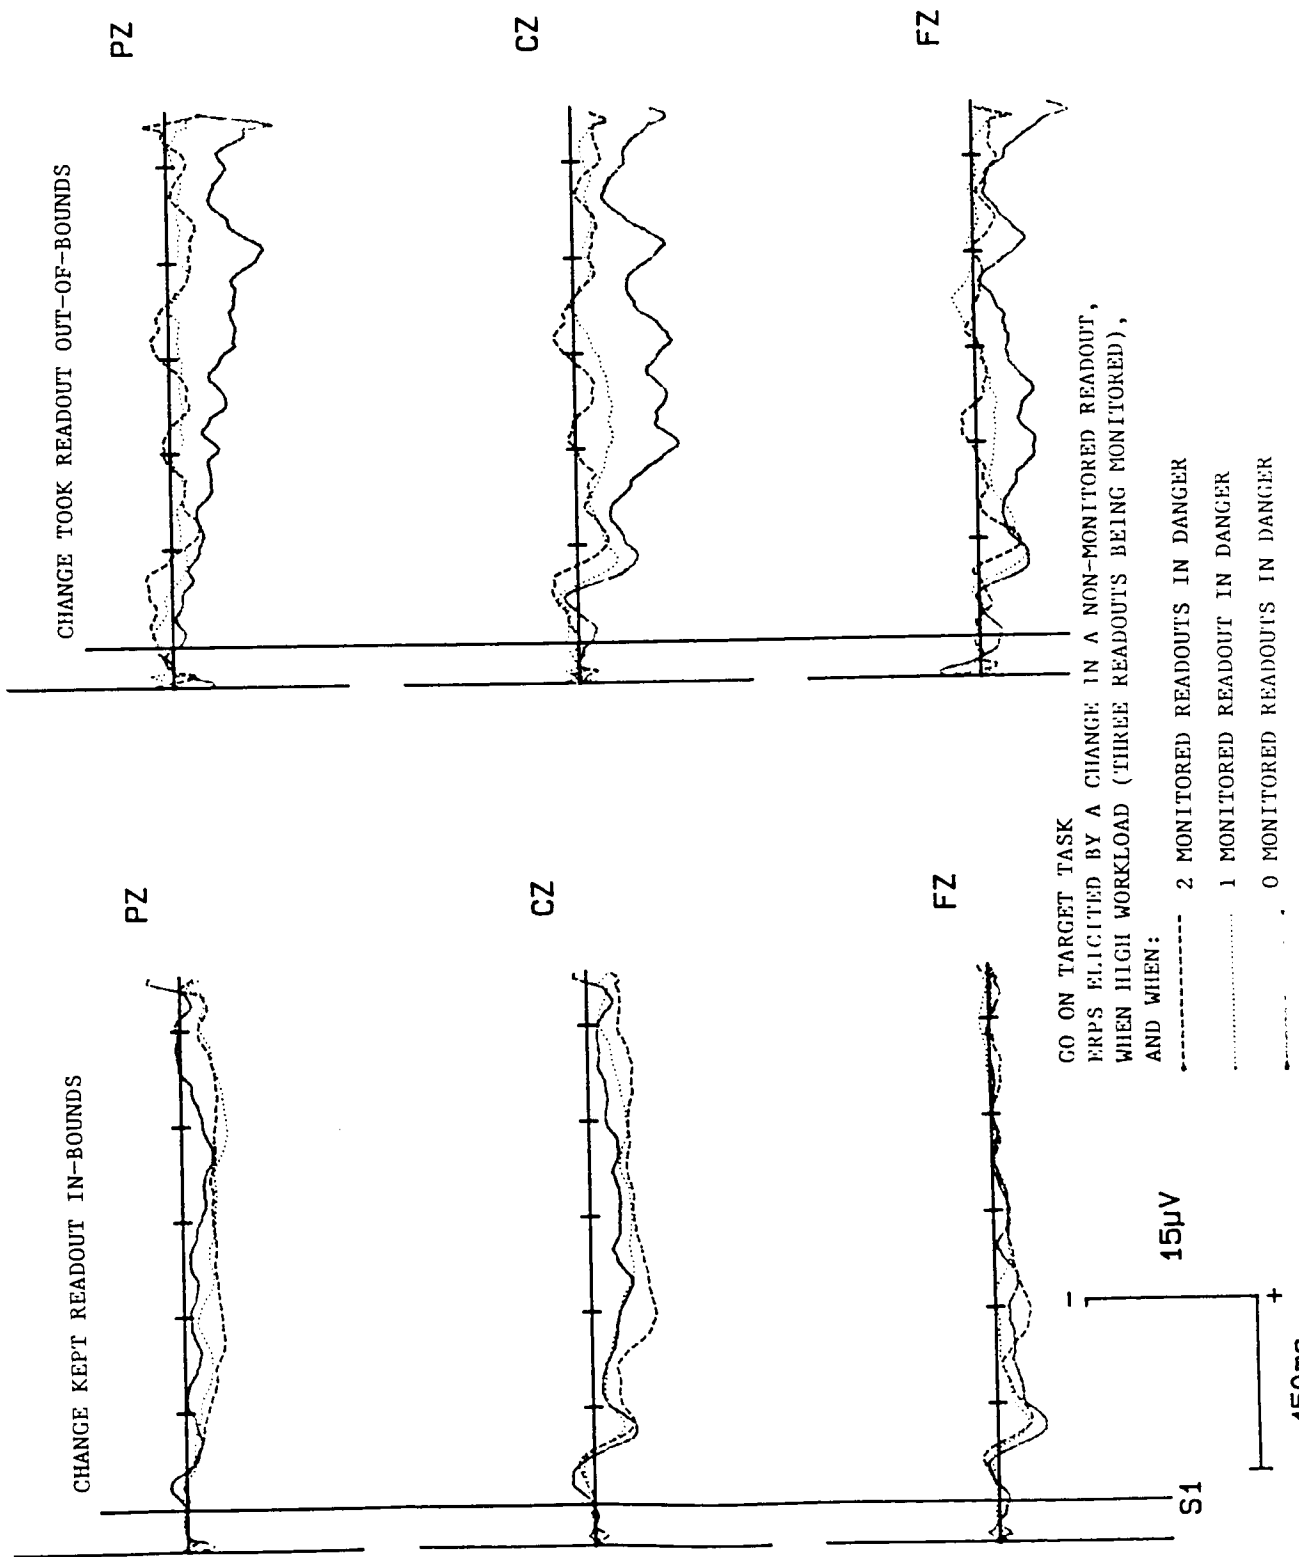 CHANGE KEPT READOUT IN-BOUNDS
PZ
CZ
FZ
S1
CHANGE TOOK READOUT OUT-OF-BOUNDS
PZ
CZ
FZ
-
15µV
+
GO ON TARGET TASK
ERPS ELICITED BY A CHANGE IN A NON-MONITORED READOUT,
WHEN HIGH WORKLOAD (THREE READOUTS BEING MONITORED),
AND WHEN:
2 MONITORED READOUTS IN DANGER
1 MONITORED READOUT IN DANGER
0 MONITORED READOUTS IN DANGER